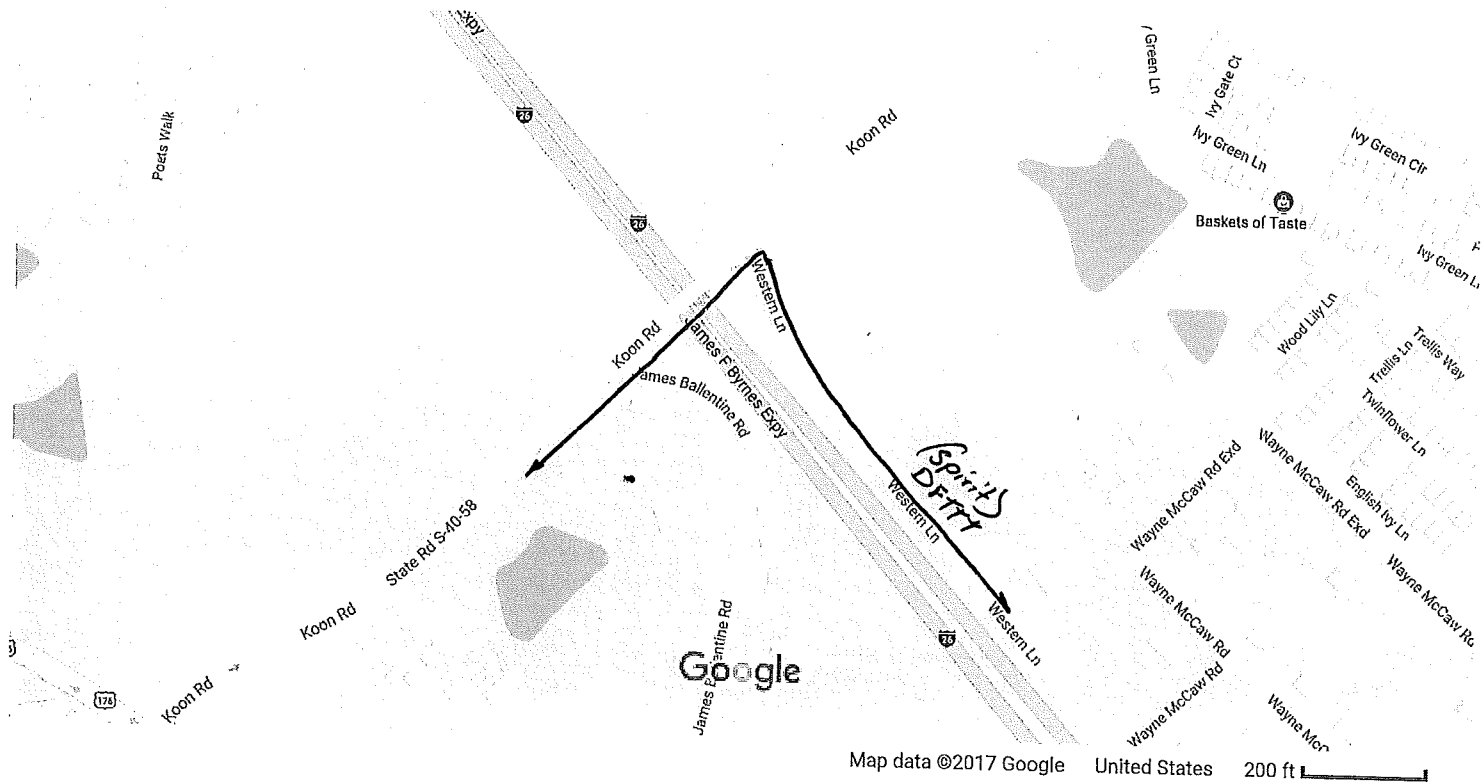 Expy
26
Poets Walk
Koon Rd
Green Ln
Ivy Gate Ct
Ivy Green Ln
Ivy Green Cir
Baskets of Taste
26
Ivy Green L
Western Ln
Wood Lily Ln
Koon Rd
James F Byrnes Expy
Trellis Ln
Trellis Way
ames Ballentine Rd
Twinflower Ln
(Spirit)
Western Ln
Wayne McCaw Rd Exd
Wayne McCaw Rd Exd
English Ivy Ln
State Rd S-40-58
Wayne McCaw Rd
Wayne McCaw Rd
Koon Rd
Western Ln
26
Google
James B entine Rd
176
Koon Rd
Wayne McCaw Rd
Wayne McC
Map data ©2017 Google United States 200 ft